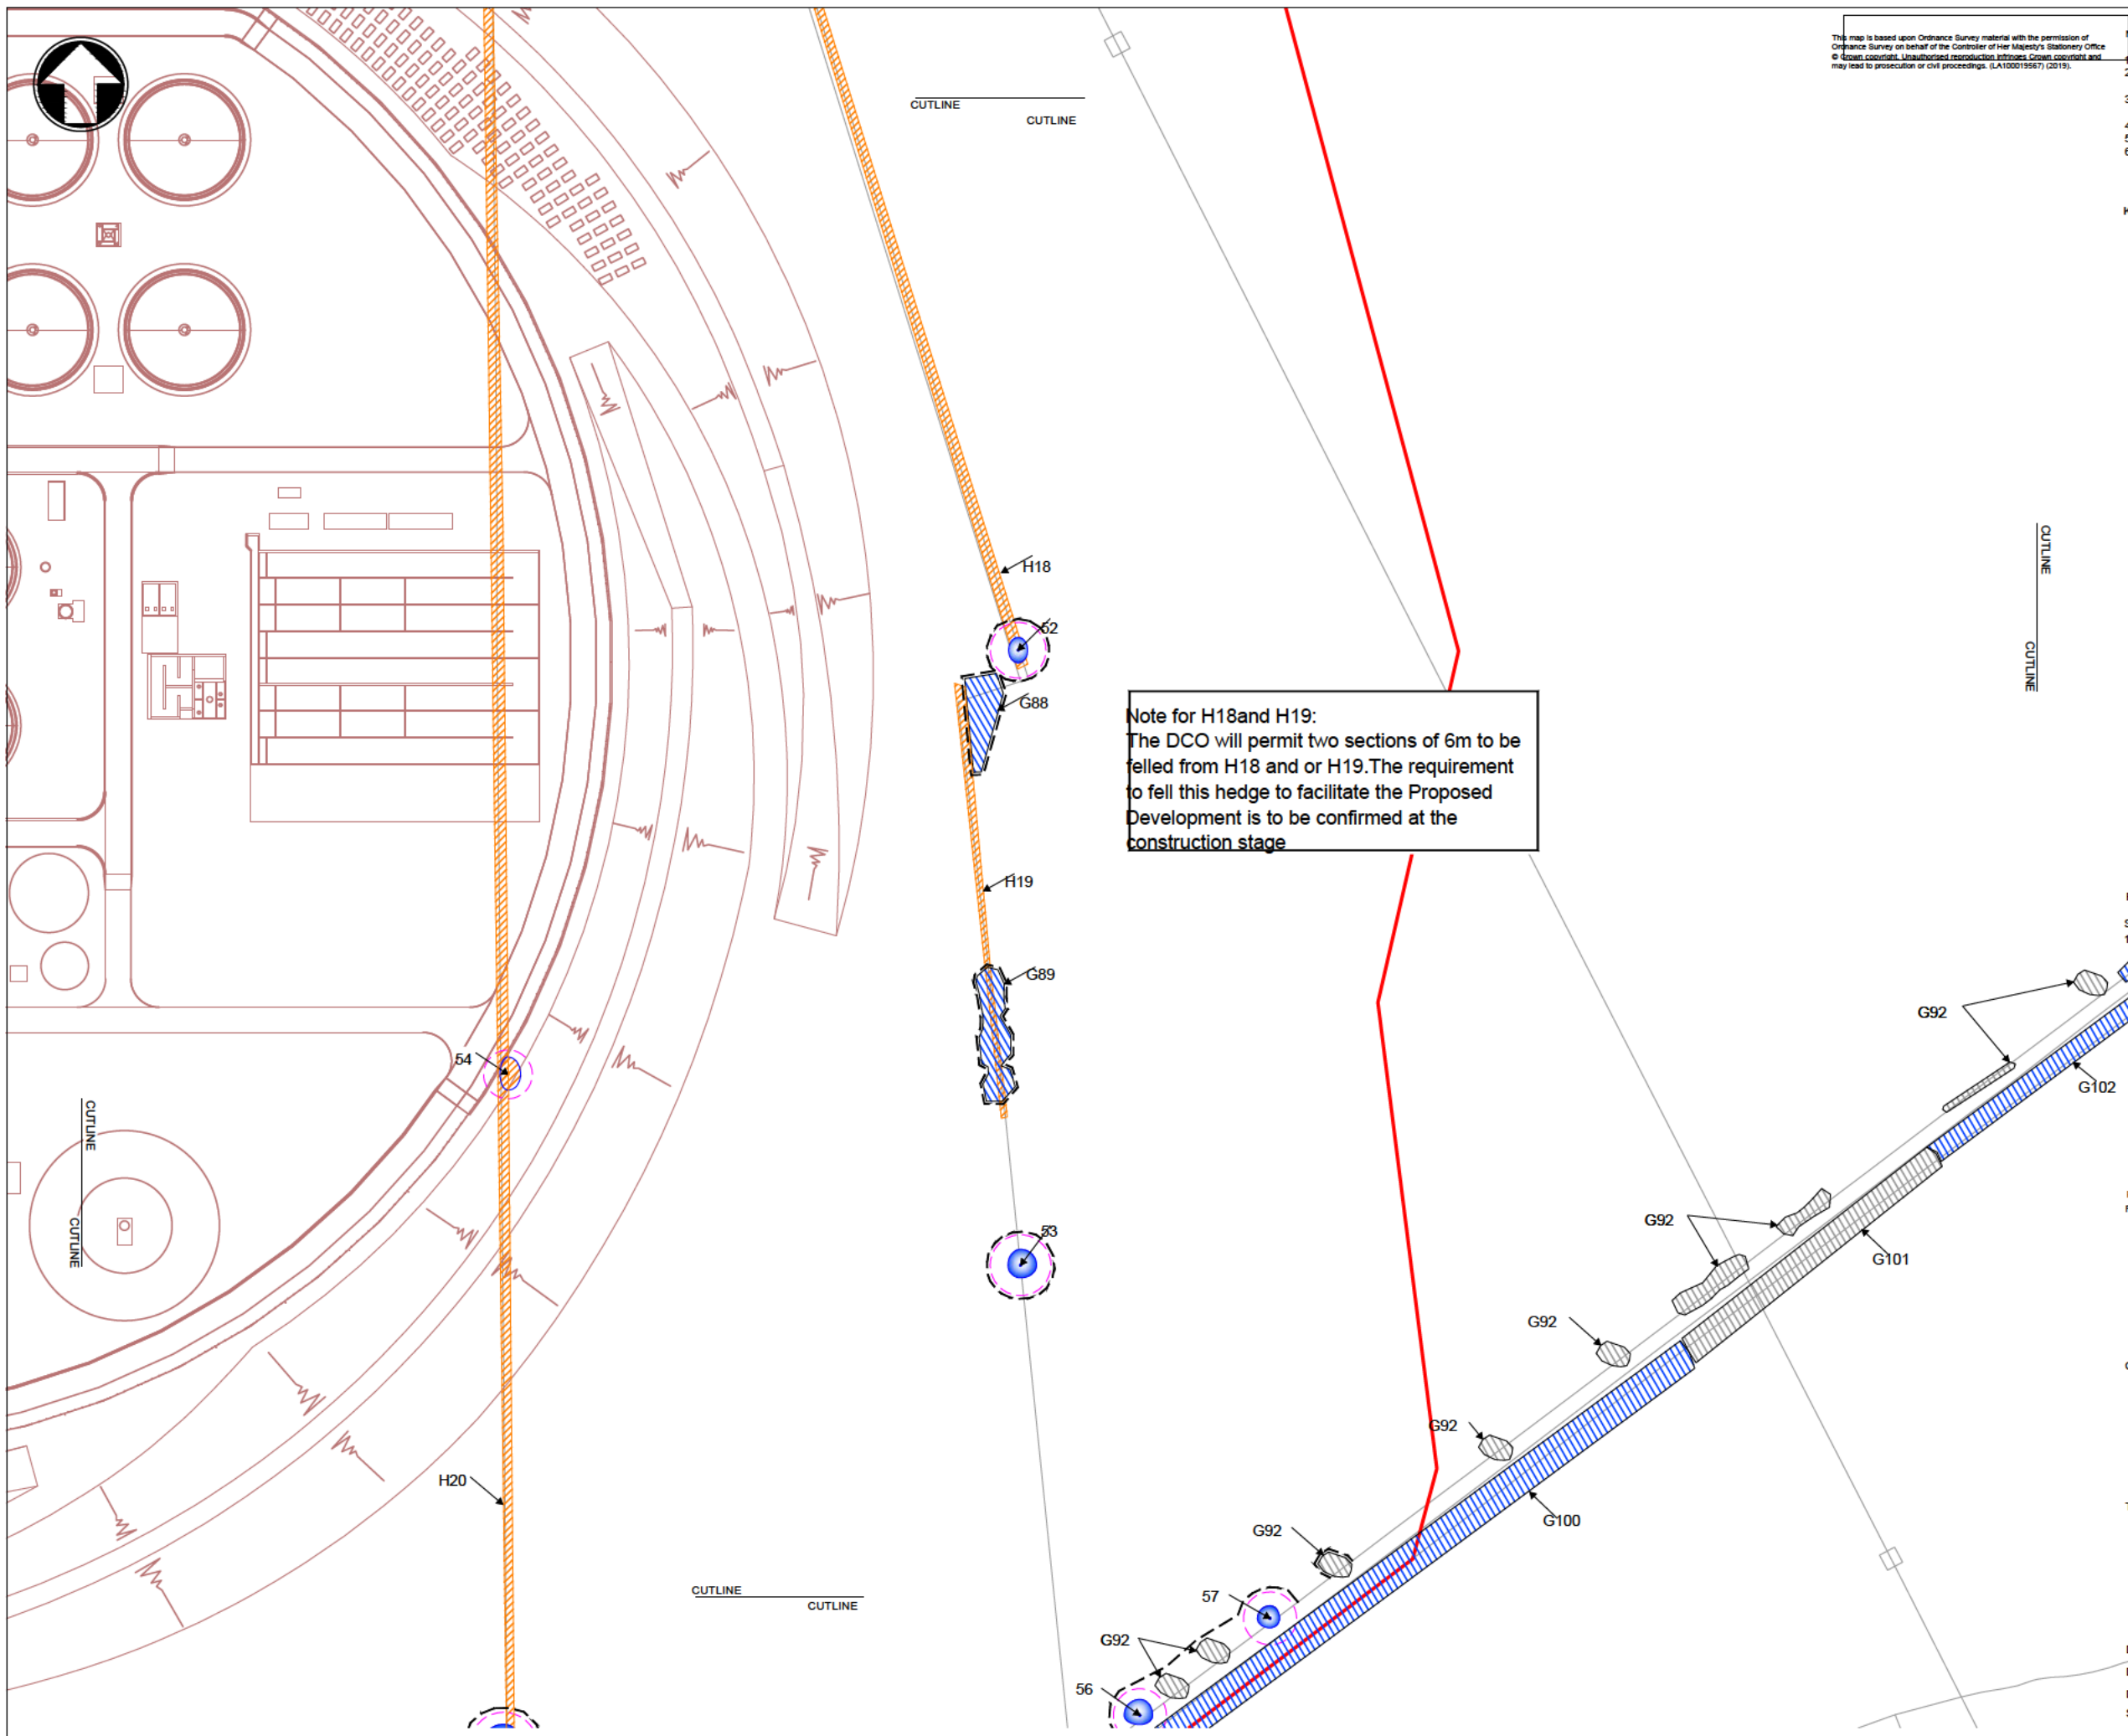 This map is based upon Ordnance Survey material with the permission of
Ordnance Survey on behalf of the Controller of Her Majesty's Stationery Office
© Crown copyright. Unauthorised reproduction infringes Crown copyright and
may lead to prosecution or civil proceedings. (LA100019567) (2019).
CUTLINE
CUTLINE
CUTLINE
CUTLINE
H18
52
G88
Note for H18and H19:
The DCO will permit two sections of 6m to be
felled from H18 and or H19.The requirement
to fell this hedge to facilitate the Proposed
Development is to be confirmed at the
construction stage
H19
G89
G92
54
G102
CUTLINE
CUTLINE
G92
53
G101
G92
G92
H20
G100
G92
CUTLINE
CUTLINE
57
G92
56